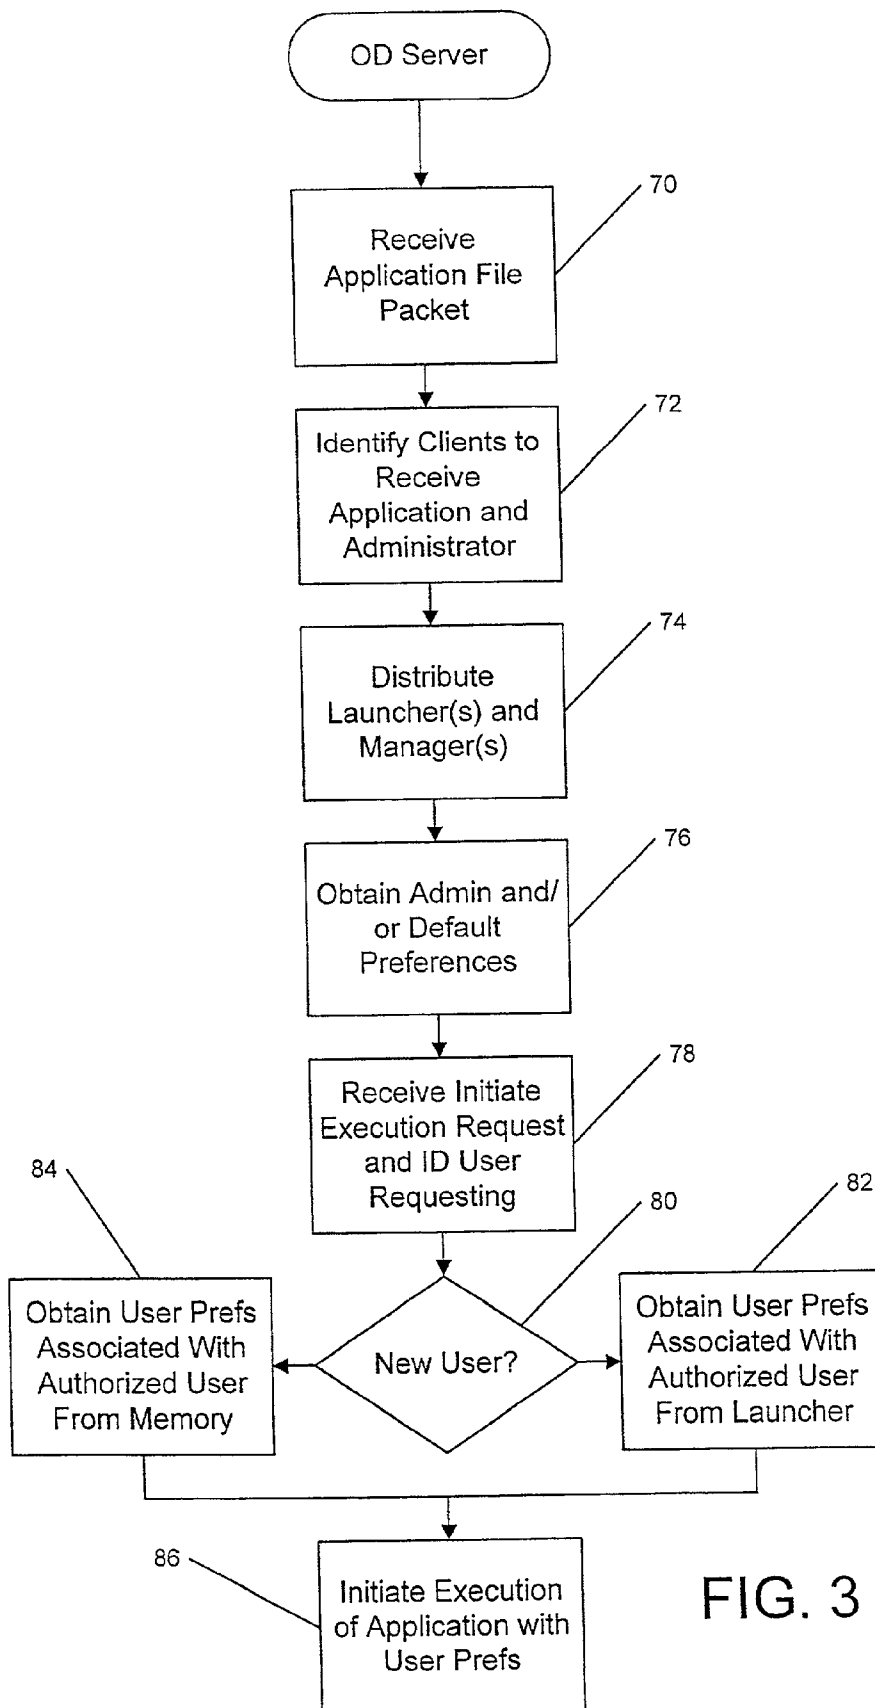 OD Server
70
Receive
Application File
Packet
72
Identify Clients to
Receive
Application and
Administrator
74
Distribute
Launcher(s) and
Manager(s)
76
Obtain Admin and/
or Default
Preferences
78
Receive Initiate
Execution Request
and ID User
Requesting
84
80
82
Obtain User Prefs
Associated With
Authorized User
From Memory
New User?
Obtain User Prefs
Associated With
Authorized User
From Launcher
86
Initiate Execution
of Application with
User Prefs
FIG. 3